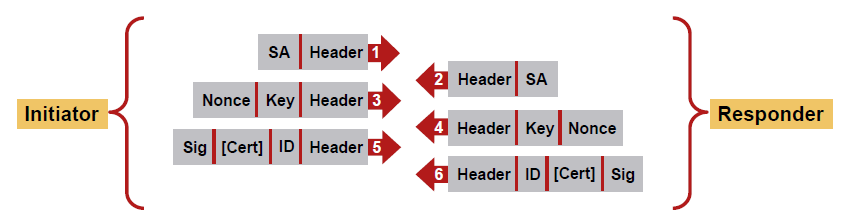 SA Header 1
2 Header SA
Nonce Key Header 3
Initiator
Responder
4 Header Key Nonce
Sig [Cert] ID Header 5
6 Header ID [Cert] Sig